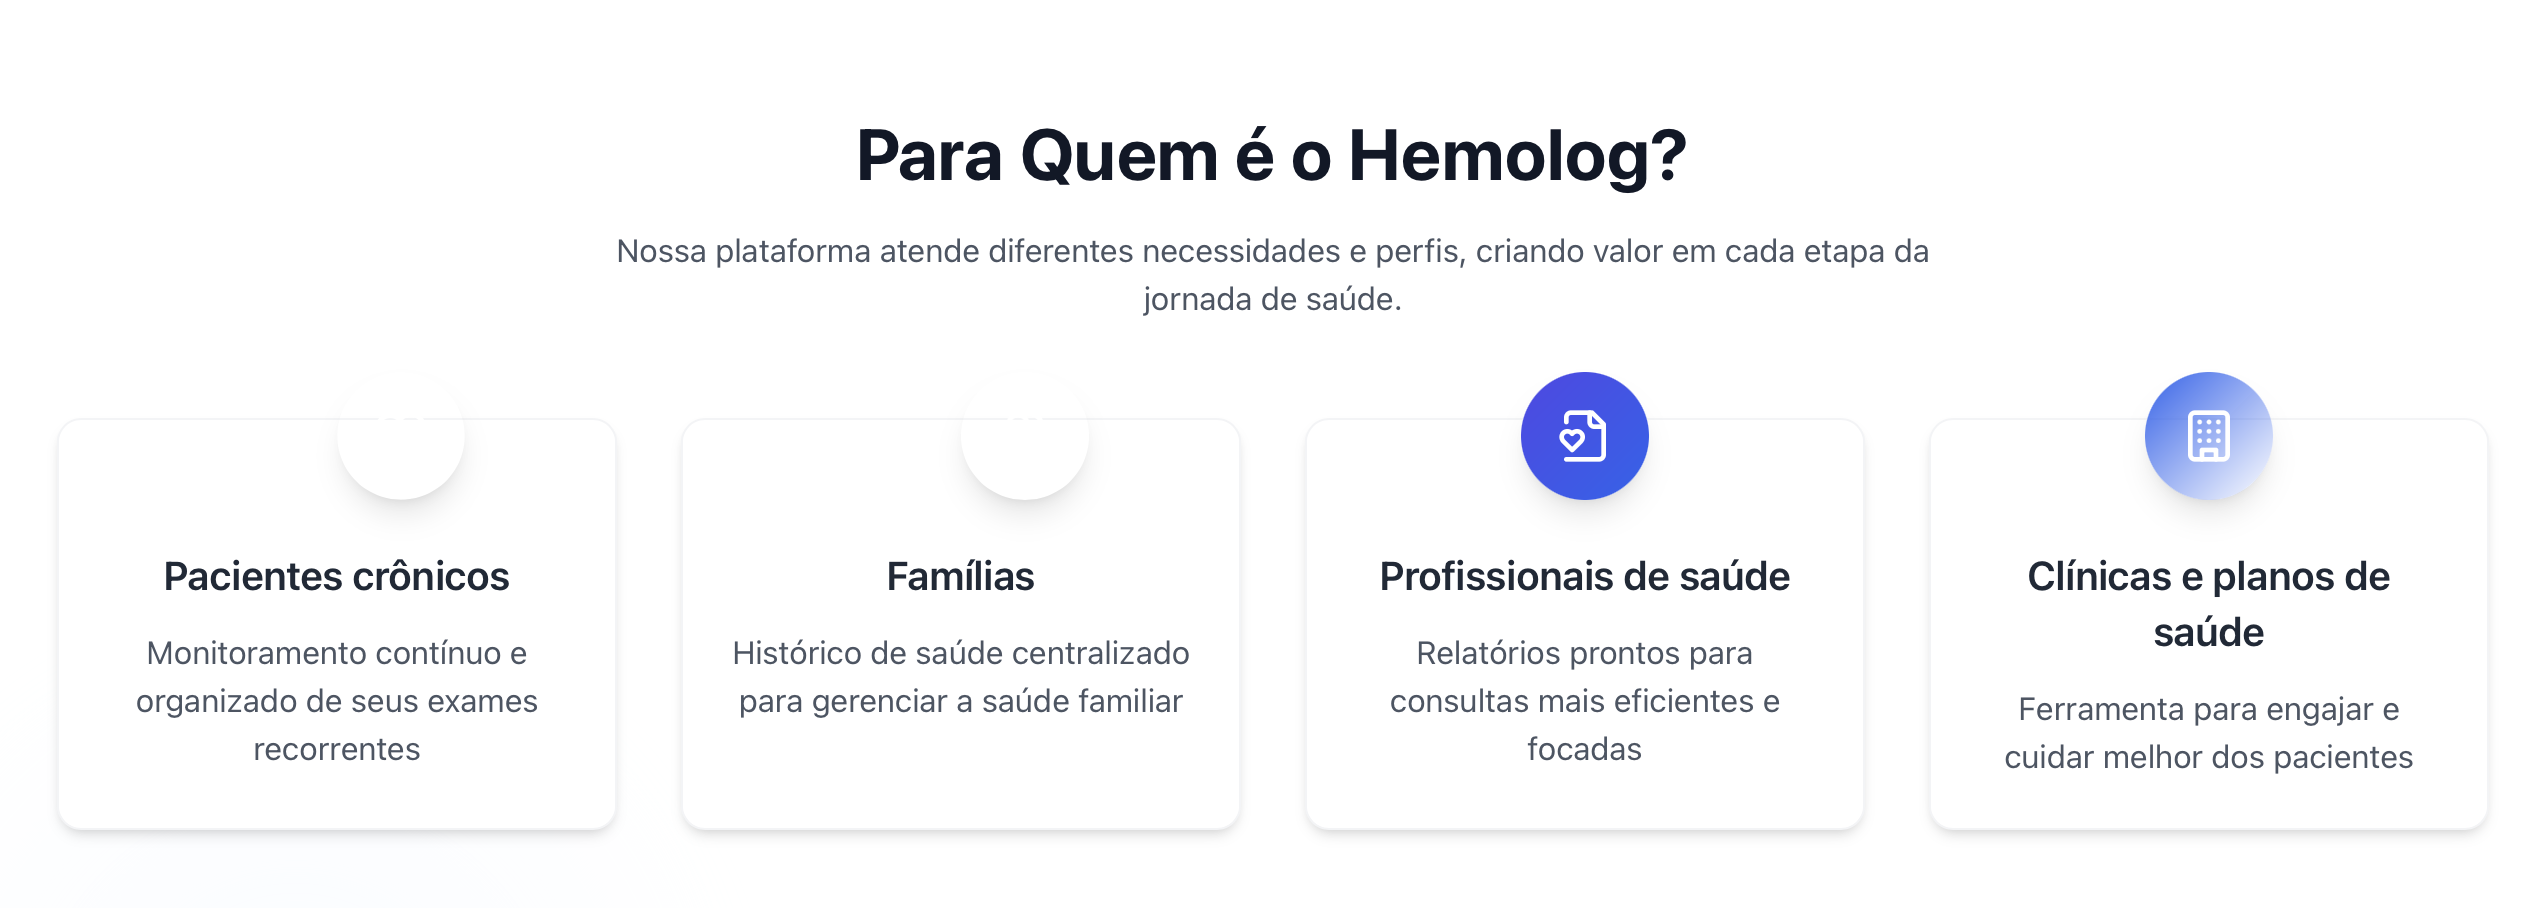 Para Quem é o Hemolog?
Nossa plataforma atende diferentes necessidades e perfis, criando valor em cada etapa da
jornada de saúde.
Pacientes crônicos
Monitoramento contínuo e
organizado de seus exames
recorrentes
Famílias
Histórico de saúde centralizado
para gerenciar a saúde familiar
Profissionais de saúde
Relatórios prontos para
consultas mais eficientes e
focadas
Clínicas e planos de
saúde
Ferramenta para engajar e
cuidar melhor dos pacientes